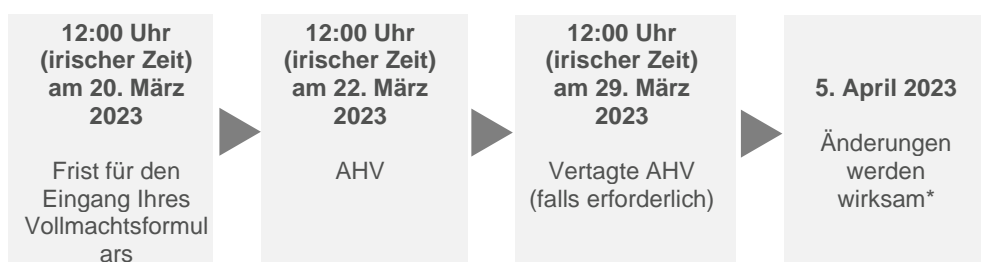 12:00 Uhr
(irischer Zeit)
am 20. März
2023
Frist für den
Eingang Ihres
Vollmachtsformul
ars
12:00 Uhr
(irischer Zeit)
am 22. März
2023
AHV
12:00 Uhr
(irischer Zeit)
am 29. März
2023
Vertagte AHV
(falls erforderlich)
5. April 2023
Änderungen
werden
wirksam*